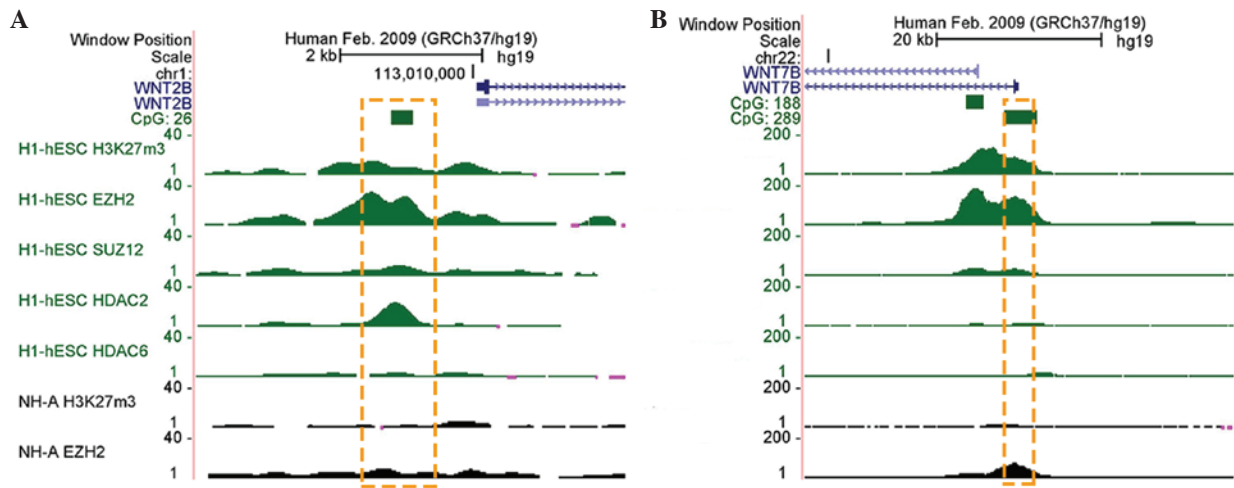 A
Window Position
Human Feb. 2009 (GRCh37/hg19)
Scale
2 kb
hg19
chr1:
113,010,000
WNT2B
WNT2B
CpG: 26
40
H1-hESC H3K27m3
1
40
H1-hESC EZH2
1
40
H1-hESC SUZ12
1
40
H1-hESC HDAC2
1
40
H1-hESC HDAC6
1
40
NH-A H3K27m3
1
40
NH-A EZH2
1
B
Window Position
Human Feb. 2009 (GRCh37/hg19)
Scale
20 kb
hg19
chr22:
WNT7B
WNT7B
CpG: 188
CpG: 289
200
1
200
1
200
1
200
1
200
1
200
1
200
1